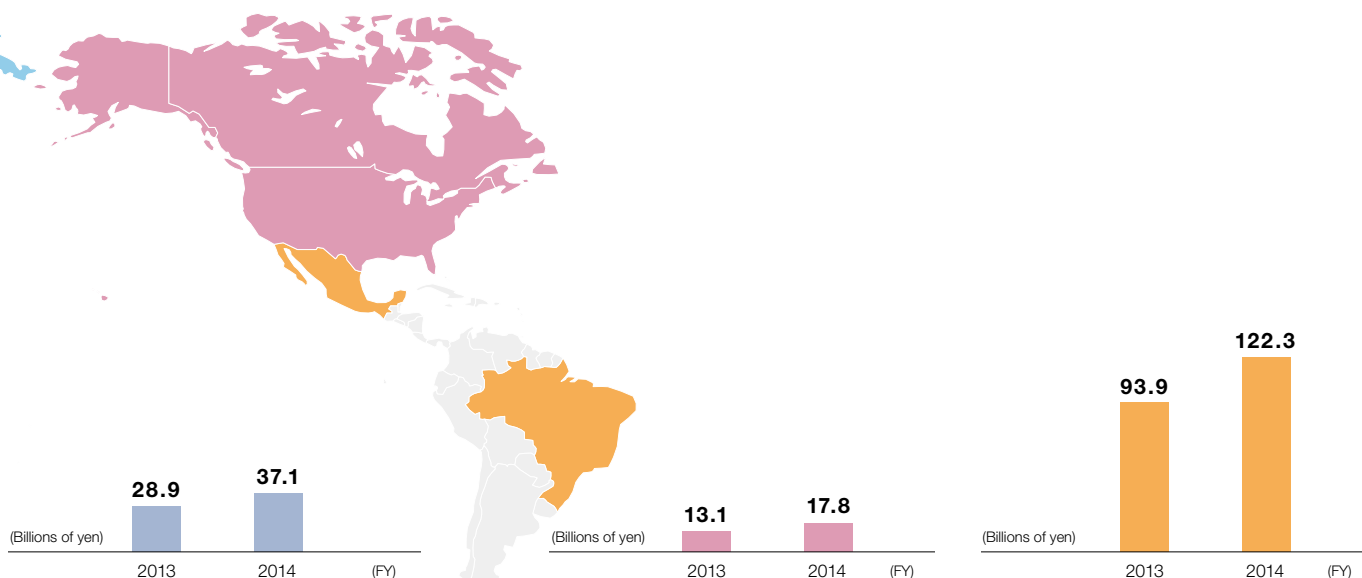 28.9
37.1
(Billions of yen)
2013 2014 (FY)
13.1
17.8
(Billions of yen)
2013 2014 (FY)
93.9
122.3
(Billions of yen)
2013 2014 (FY)